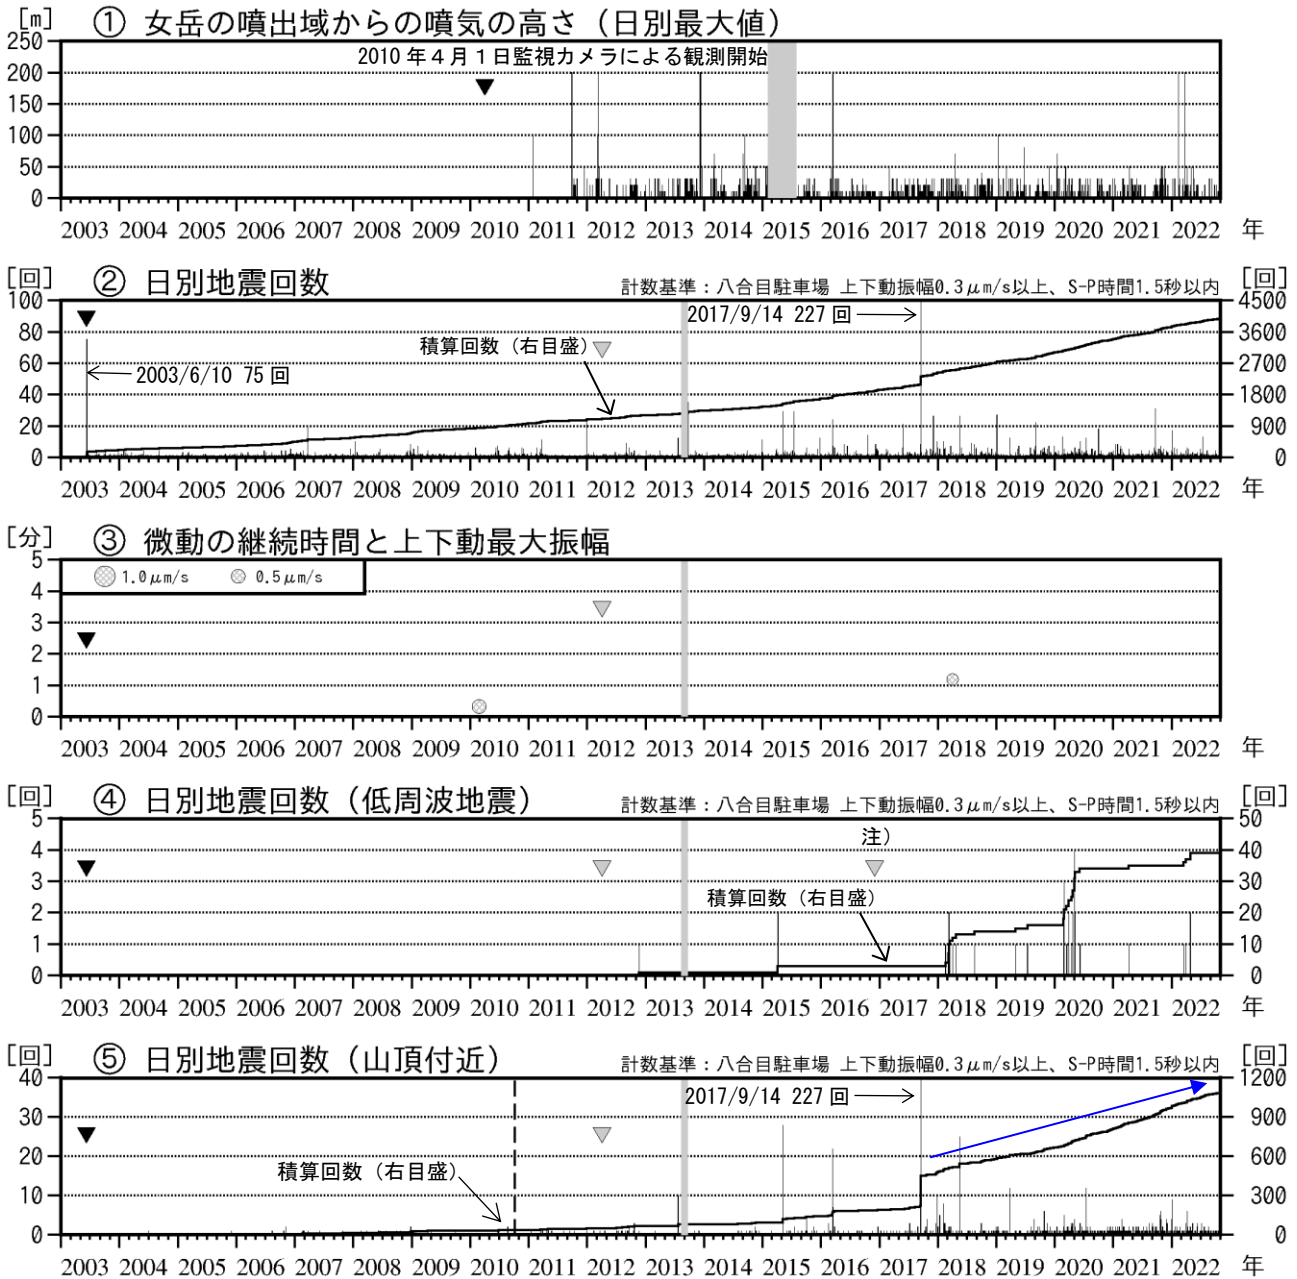 [m] ① 女岳の噴出域からの噴気の高さ（日別最大値）
250
2010年４月１日監視カメラによる観測開始
200
150
100
50
0
2003 2004 2005 2006 2007 2008 2009 2010 2011 2012 2013 2014 2015 2016 2017 2018 2019 2020 2021 2022 年
[回] ② 日別地震回数 計数基準：八合目駐車場 上下動振幅0.3μm/s以上、S-P時間1.5秒以内 [回]
100 4500
2017/9/14 227回
80 3600
積算回数（右目盛）
60 2700
2003/6/10 75回
40 1800
20 900
0 0
2003 2004 2005 2006 2007 2008 2009 2010 2011 2012 2013 2014 2015 2016 2017 2018 2019 2020 2021 2022 年
[分] ③ 微動の継続時間と上下動最大振幅
5
1.0μm/s 0.5μm/s
4
3
2
1
0
2003 2004 2005 2006 2007 2008 2009 2010 2011 2012 2013 2014 2015 2016 2017 2018 2019 2020 2021 2022 年
[回] ④ 日別地震回数（低周波地震） 計数基準：八合目駐車場 上下動振幅0.3μm/s以上、S-P時間1.5秒以内 [回]
5 50
注）
4 40
3 30
積算回数（右目盛）
2 20
1 10
0 0
2003 2004 2005 2006 2007 2008 2009 2010 2011 2012 2013 2014 2015 2016 2017 2018 2019 2020 2021 2022 年
[回] ⑤ 日別地震回数（山頂付近） 計数基準：八合目駐車場 上下動振幅0.3μm/s以上、S-P時間1.5秒以内 [回]
40 1200
2017/9/14 227回
30 900
20 600
積算回数（右目盛）
10 300
0 0
2003 2004 2005 2006 2007 2008 2009 2010 2011 2012 2013 2014 2015 2016 2017 2018 2019 2020 2021 2022 年